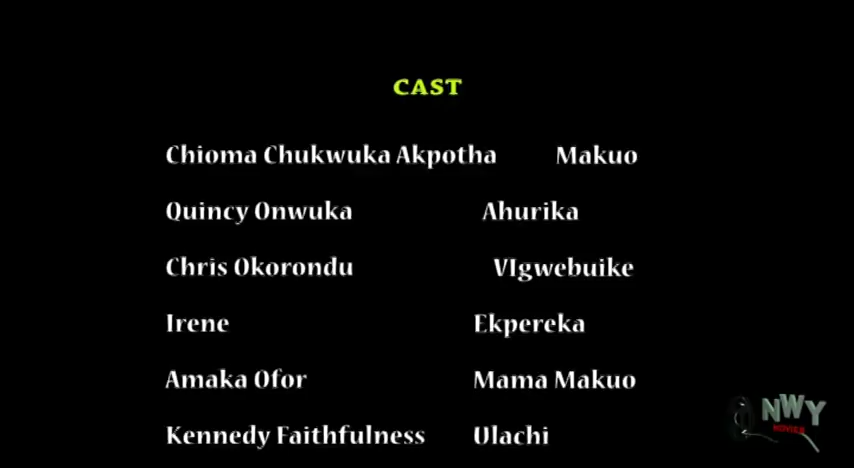 CAST
Chioma Chukwuka Akpotha Makuo
Quincy Onwuka Ahurika
Chris Okorondu VIgwebuike
Irene Ekpereka
Amaka Ofor Mama Makuo
Kennedy Faithfulness Ulachi
NWY
MOVIES